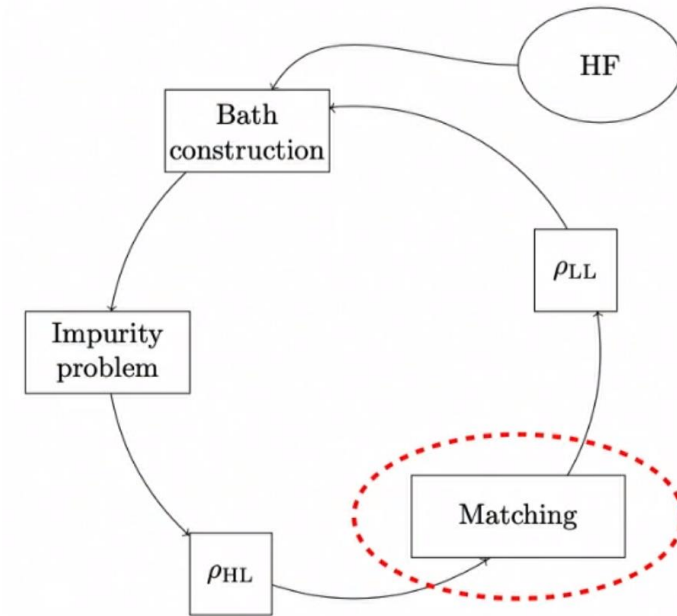 HF
Bath
construction
ρLL
Impurity
problem
Matching
ρHL